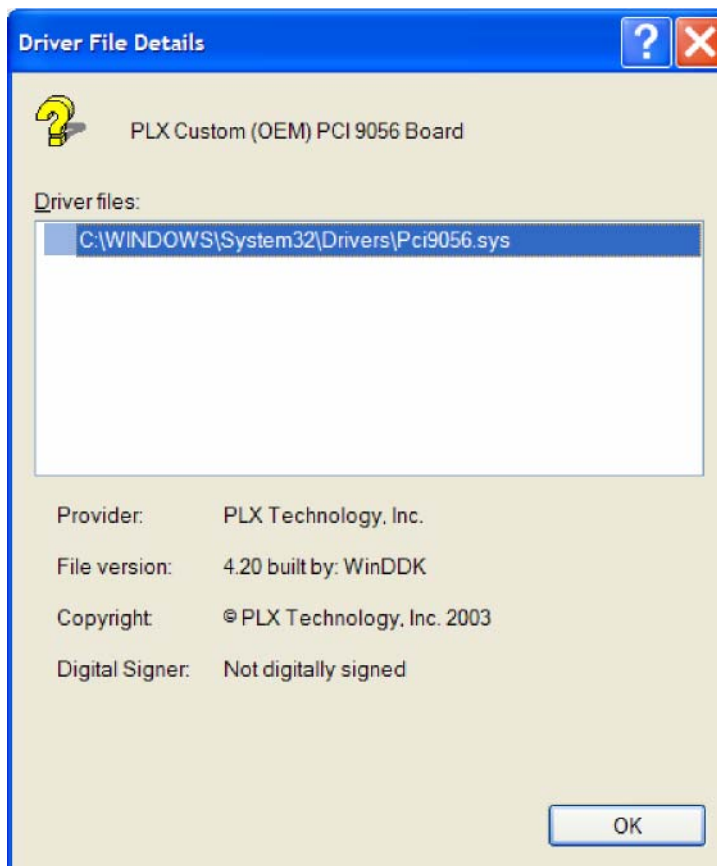 Driver File Details
PLX Custom (OEM) PCI 9056 Board
Driver files:
C:\WINDOWS\System32\Drivers\Pci9056.sys
Provider: PLX Technology, Inc.
File version: 4.20 built by: WinDDK
Copyright: © PLX Technology, Inc. 2003
Digital Signer: Not digitally signed
OK